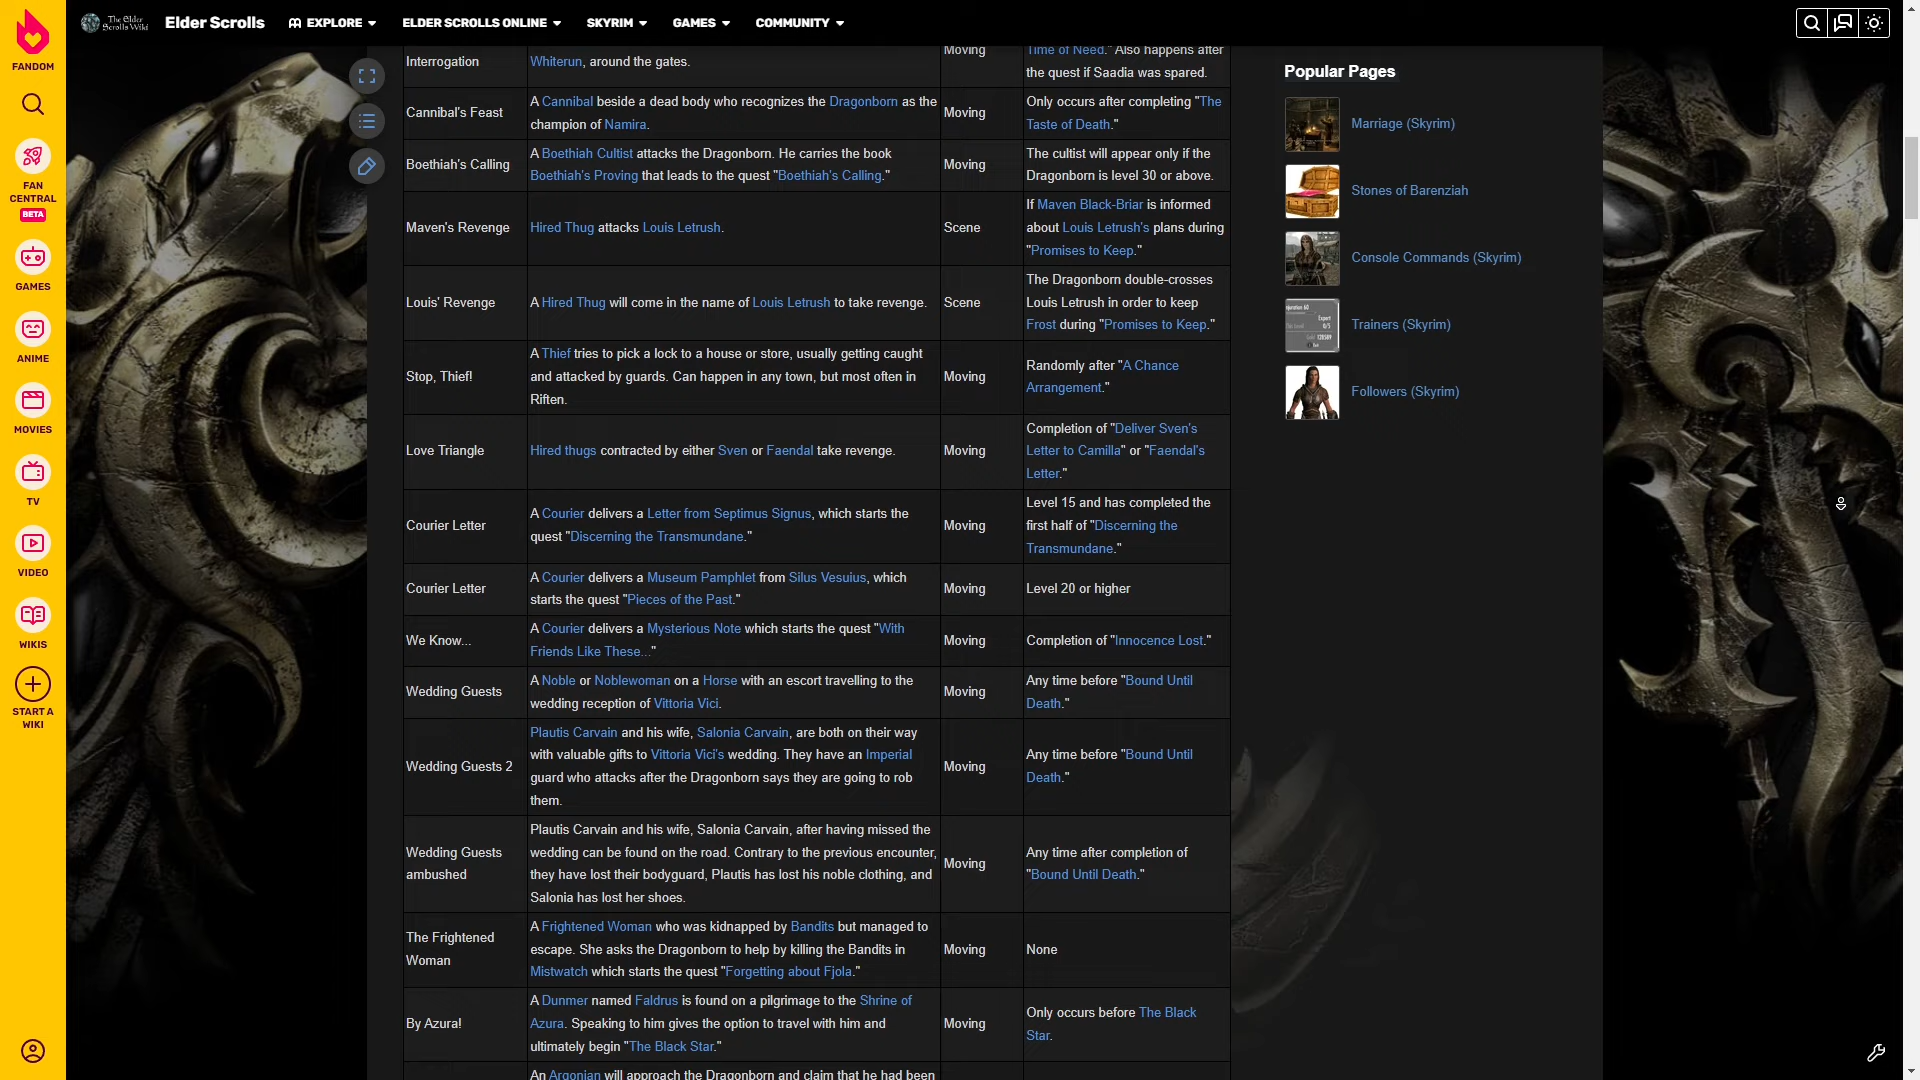 FANDOM
FAN
CENTRAL
BETA
GAMES
ANIME
MOVIES
TV
VIDEO
WIKIS
START A
WIKI
The Elder
Scrolls Wiki
Elder Scrolls
EXPLORE
ELDER SCROLLS ONLINE
SKYRIM
GAMES
COMMUNITY
Interrogation
Whiterun, around the gates.
Moving
Time of Need." Also happens after
the quest if Saadia was spared.
Cannibal's Feast
A Cannibal beside a dead body who recognizes the Dragonborn as the
champion of Namira.
Moving
Only occurs after completing "The
Taste of Death."
Boethiah's Calling
A Boethiah Cultist attacks the Dragonborn. He carries the book
Boethiah's Proving that leads to the quest "Boethiah's Calling."
Moving
The cultist will appear only if the
Dragonborn is level 30 or above.
Maven's Revenge
Hired Thug attacks Louis Letrush.
Scene
If Maven Black-Briar is informed
about Louis Letrush's plans during
"Promises to Keep."
Louis' Revenge
A Hired Thug will come in the name of Louis Letrush to take revenge.
Scene
The Dragonborn double-crosses
Louis Letrush in order to keep
Frost during "Promises to Keep."
Stop, Thief!
A Thief tries to pick a lock to a house or store, usually getting caught
and attacked by guards. Can happen in any town, but most often in
Riften.
Moving
Randomly after "A Chance
Arrangement."
Love Triangle
Hired thugs contracted by either Sven or Faendal take revenge.
Moving
Completion of "Deliver Sven's
Letter to Camilla" or "Faendal's
Letter."
Courier Letter
A Courier delivers a Letter from Septimus Signus, which starts the
quest "Discerning the Transmundane."
Moving
Level 15 and has completed the
first half of "Discerning the
Transmundane."
Courier Letter
A Courier delivers a Museum Pamphlet from Silus Vesuius, which
starts the quest "Pieces of the Past."
Moving
Level 20 or higher
We Know...
A Courier delivers a Mysterious Note which starts the quest "With
Friends Like These..."
Moving
Completion of "Innocence Lost."
Wedding Guests
A Noble or Noblewoman on a Horse with an escort travelling to the
wedding reception of Vittoria Vici.
Moving
Any time before "Bound Until
Death."
Wedding Guests 2
Plautis Carvain and his wife, Salonia Carvain, are both on their way
with valuable gifts to Vittoria Vici's wedding. They have an Imperial
guard who attacks after the Dragonborn says they are going to rob
them.
Moving
Any time before "Bound Until
Death."
Wedding Guests
ambushed
Plautis Carvain and his wife, Salonia Carvain, after having missed the
wedding can be found on the road. Contrary to the previous encounter,
they have lost their bodyguard, Plautis has lost his noble clothing, and
Salonia has lost her shoes.
Moving
Any time after completion of
"Bound Until Death."
The Frightened
Woman
A Frightened Woman who was kidnapped by Bandits but managed to
escape. She asks the Dragonborn to help by killing the Bandits in
Mistwatch which starts the quest "Forgetting about Fjola."
Moving
None
By Azura!
A Dunmer named Faldrus is found on a pilgrimage to the Shrine of
Azura. Speaking to him gives the option to travel with him and
ultimately begin "The Black Star."
Moving
Only occurs before The Black
Star.
An Argonian will approach the Dragonborn and claim that he had been
Popular Pages
Marriage (Skyrim)
Stones of Barenziah
Console Commands (Skyrim)
Trainers (Skyrim)
Followers (Skyrim)